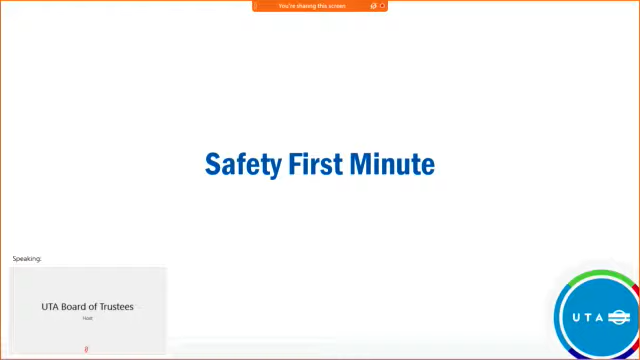 You're sharing this screen
Safety First Minute
Speaking:
UTA Board of Trustees
Host
UTA